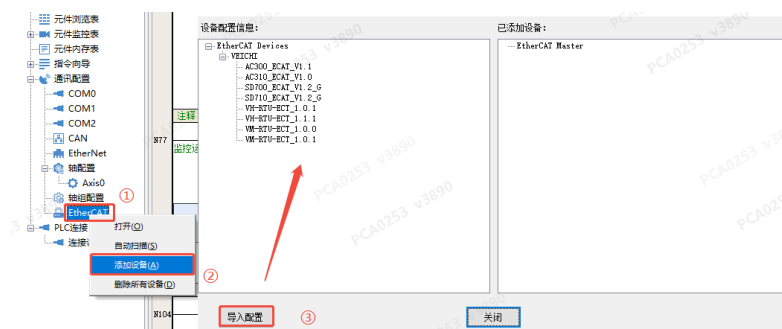 元件浏览表
元件监控表
元件内存表
指令向导
通讯配置
COM0
COM1
COM2
CAN
EtherNet
轴配置
Axis0
轴组配置
EtherCAT
PLC连接
①
打开(O)
自动扫描(S)
添加设备(A)
删除所有设备(D)
②
注释
N77
N104
设备配置信息:
EtherCAT Devices
VEICHI
AC300_ECAT_V1.1
AC310_ECAT_V1.0
SD700_ECAT_V1.2_G
SD710_ECAT_V1.2_G
VH-RTU-ECT_1.0.1
VH-RTU-ECT_1.1.1
VM-RTU-ECT_1.0.0
VM-RTU-ECT_1.0.1
已添加设备:
EtherCAT Master
导入配置
③
关闭
PCA0253 v3890